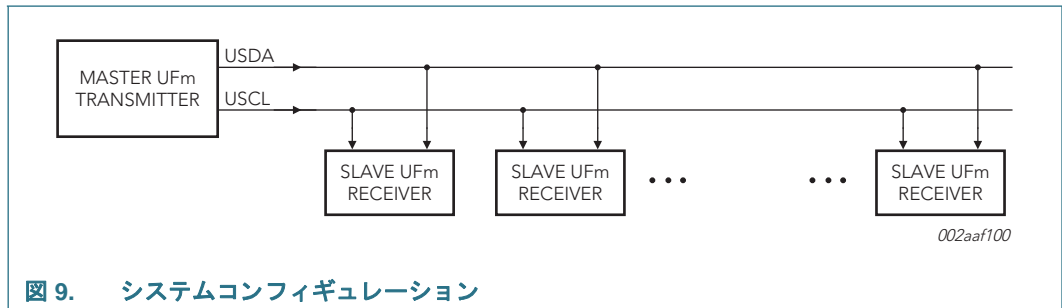 USDA
MASTER UFm
TRANSMITTER
USCL
SLAVE UFm
RECEIVER
SLAVE UFm
RECEIVER
SLAVE UFm
RECEIVER
002aaf100
図 9. システムコンフィギュレーション